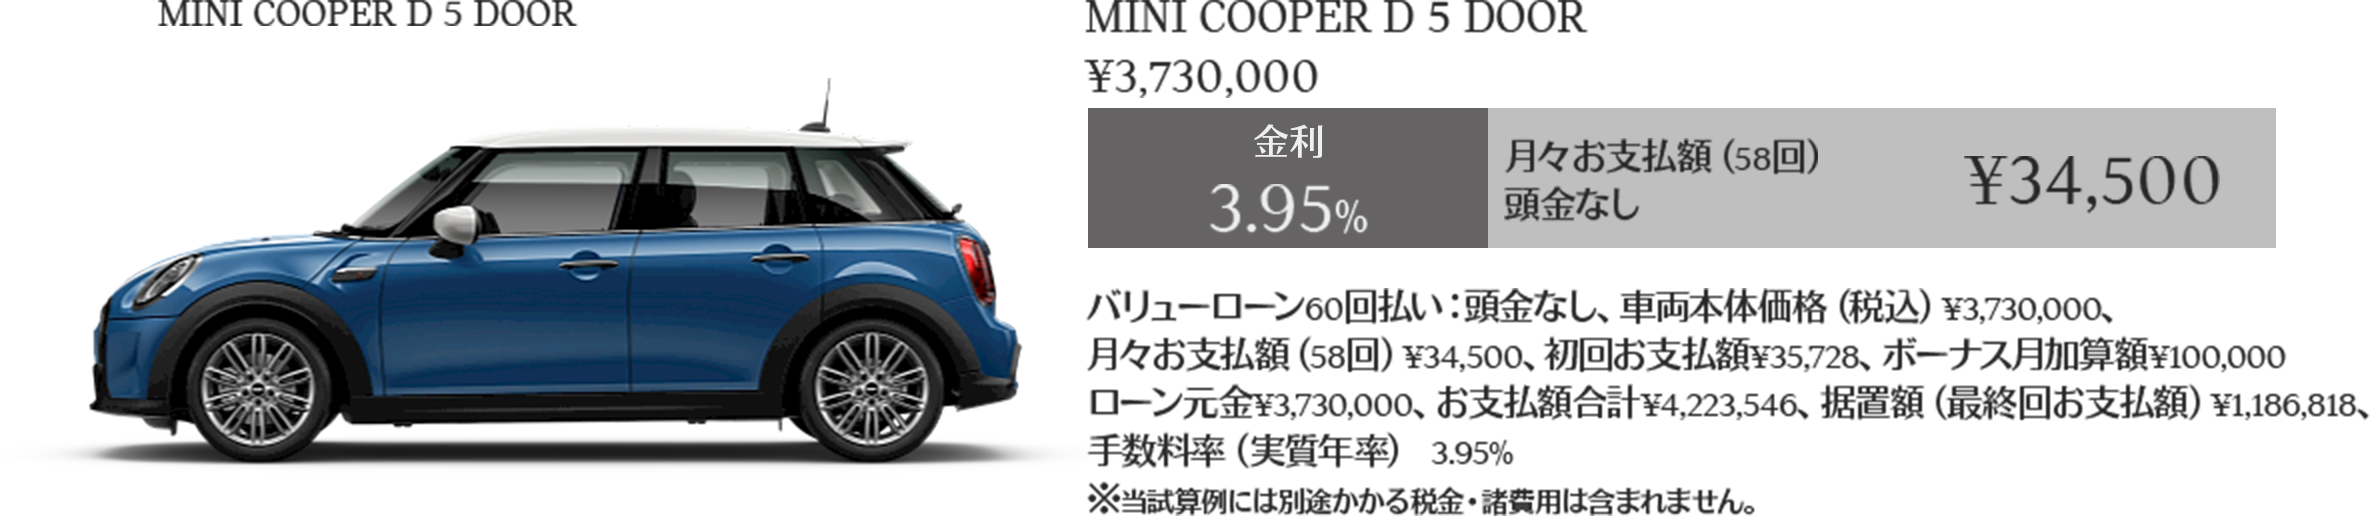 MINI COOPER D 5 DOOR
MINI COOPER D 5 DOOR
¥3,730,000
金利
3.95%
月々お支払額（58回）
頭金なし
¥34,500
バリューローン60回払い：頭金なし、車両本体価格（税込）¥3,730,000、
月々お支払額（58回）¥34,500、初回お支払額¥35,728、ボーナス月加算額¥100,000
ローン元金¥3,730,000、お支払額合計¥4,223,546、据置額（最終回お支払額）¥1,186,818、
手数料率（実質年率）　3.95%
※当試算例には別途かかる税金・諸費用は含まれません。